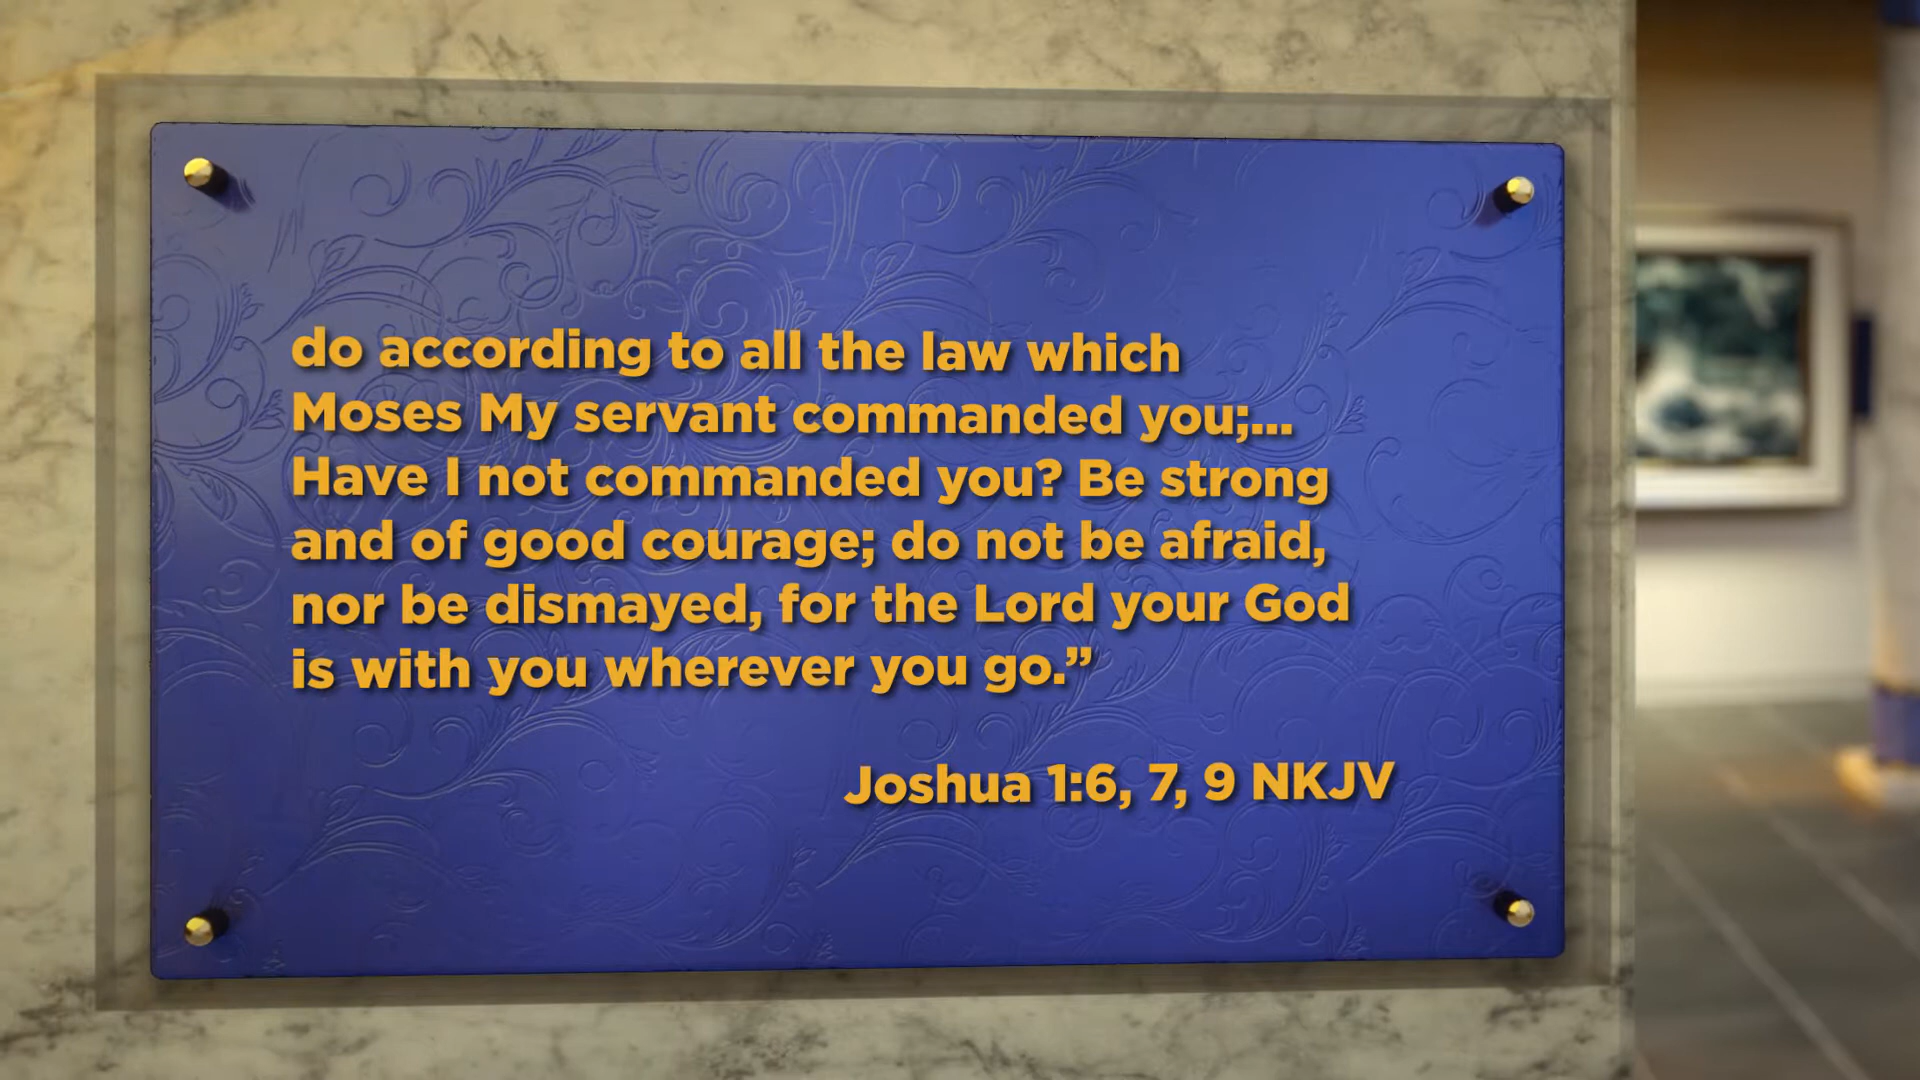 do according to all the law which
Moses My servant commanded you;...
Have I not commanded you? Be strong
and of good courage; do not be afraid,
nor be dismayed, for the Lord your God
is with you wherever you go.”
Joshua 1:6, 7, 9 NKJV